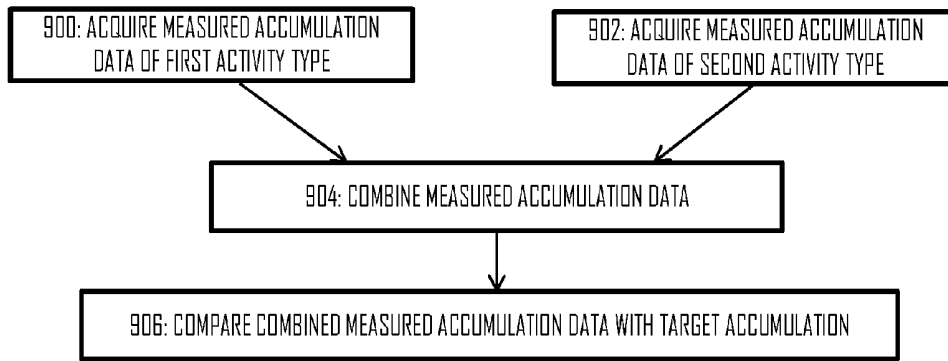 900: ACQUIRE MEASURED ACCUMULATION
DATA OF FIRST ACTIVITY TYPE
902: ACQUIRE MEASURED ACCUMULATION
DATA OF SECOND ACTIVITY TYPE
904: COMBINE MEASURED ACCUMULATION DATA
906: COMPARE COMBINED MEASURED ACCUMULATION DATA WITH TARGET ACCUMULATION